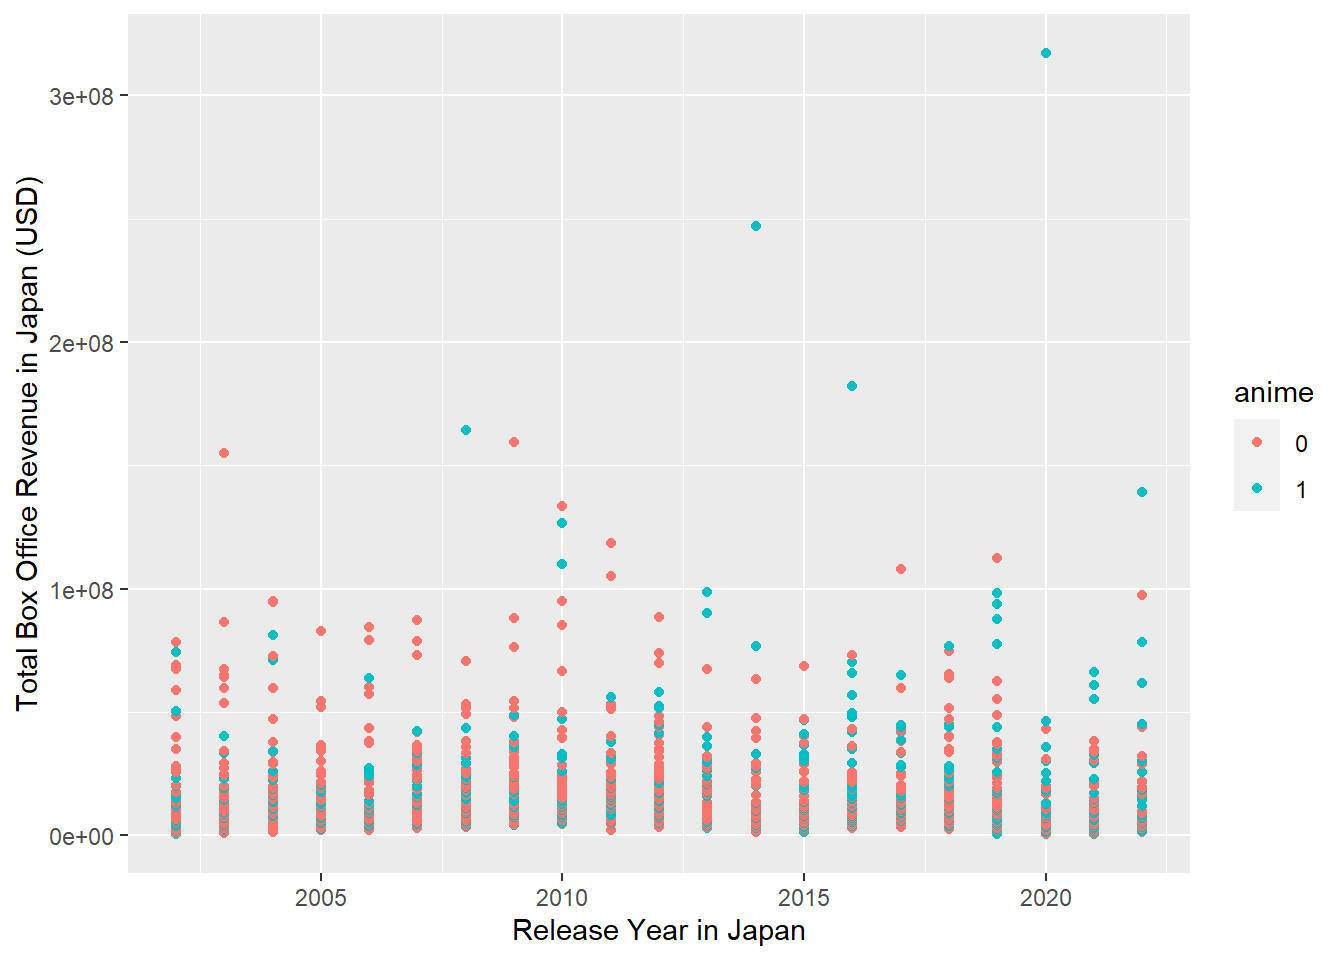 Total Box Office Revenue in Japan (USD)
3e+08
2e+08
1e+08
0e+00
2005 2010 2015 2020
Release Year in Japan
anime
0
1